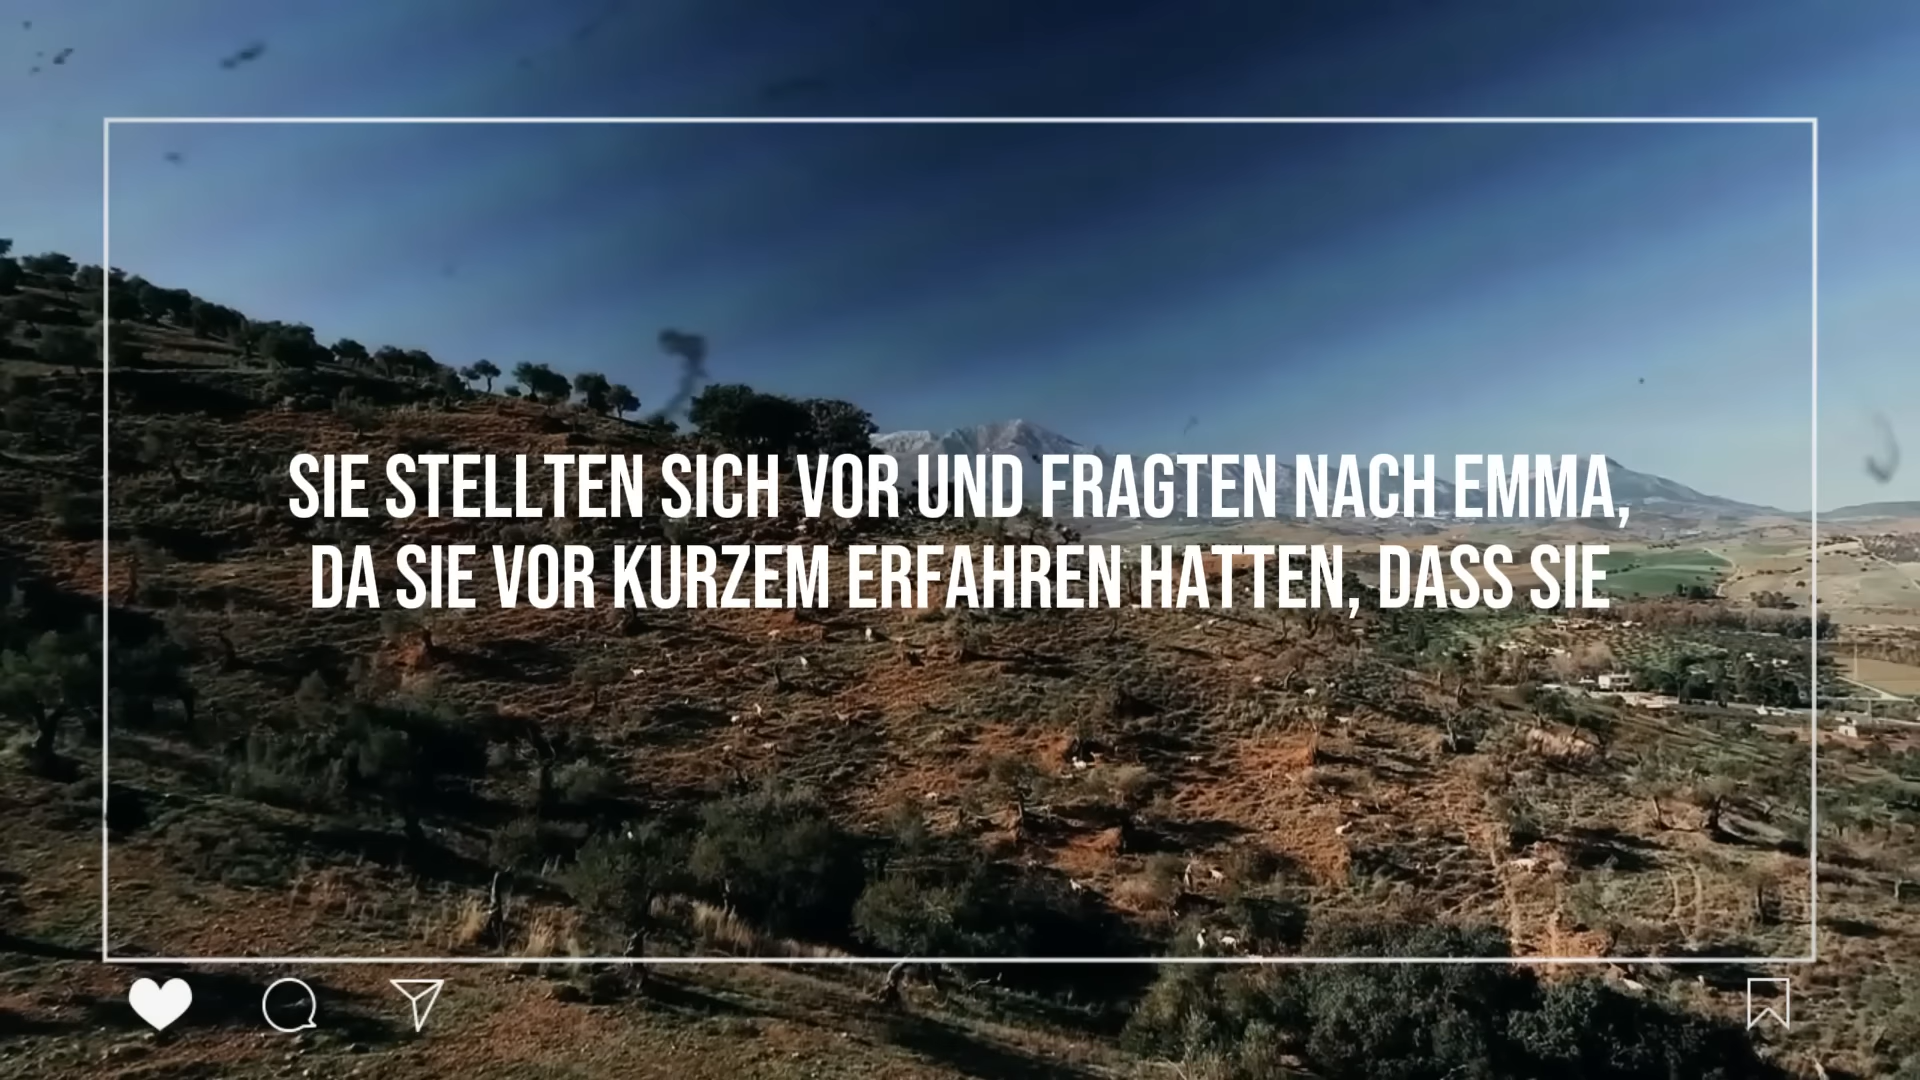 SIE STELLTEN SICH VOR UND FRAGTEN NACH EMMA,
DA SIE VOR KURZEM ERFAHREN HATTEN, DASS SIE